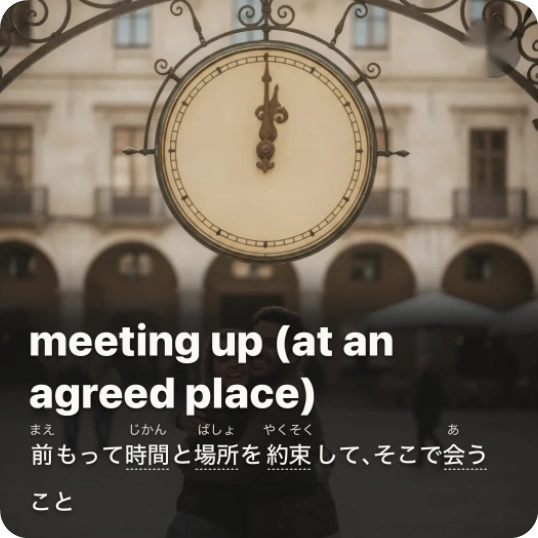 meeting up (at an
agreed place)
まえ じかん ばしょ やくそく あ
前もって時間と場所を約束して、そこで会う
こと